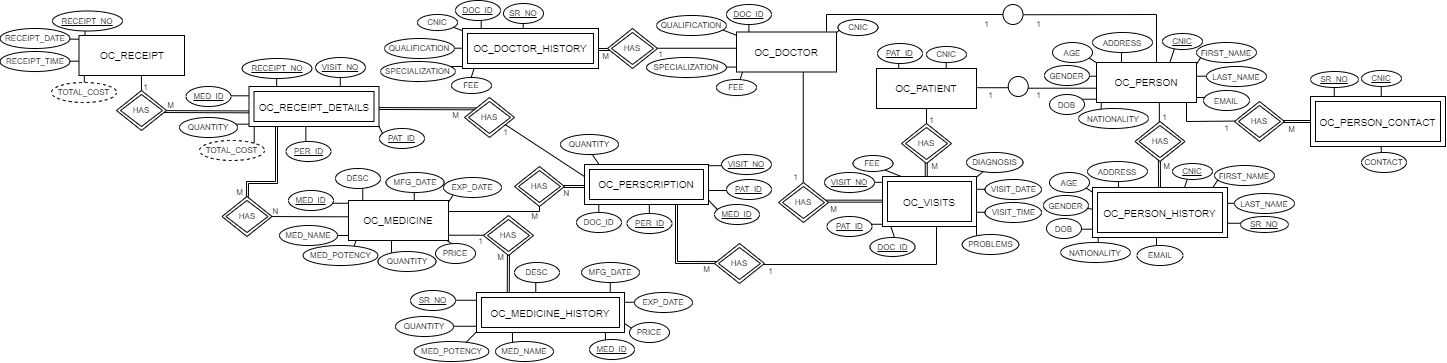 RECEIPT_NO
RECEIPT_DATE
RECEIPT_TIME
OC_RECEIPT
TOTAL_COST
1
HAS
M
RECEIPT_NO
VISIT_NO
MED_ID
OC_RECEIPT_DETAILS
QUANTITY
TOTAL_COST
PER_ID
PAT_ID
M
HAS
1
M
HAS
N
DOC_ID
SR_NO
CNIC
QUALIFICATION
OC_DOCTOR_HISTORY
SPECIALIZATION
FEE
M
HAS
1
DOC_ID
QUALIFICATION
CNIC
OC_DOCTOR
SPECIALIZATION
FEE
1
1
PAT_ID
CNIC
OC_PATIENT
1
1
1
HAS
M
ADDRESS
CNIC
AGE
FIRST_NAME
GENDER
OC_PERSON
LAST_NAME
DOB
EMAIL
NATIONALITY
1
HAS
M
SR_NO
CNIC
OC_PERSON_CONTACT
CONTACT
1
HAS
M
ADDRESS
CNIC
FIRST_NAME
AGE
GENDER
OC_PERSON_HISTORY
LAST_NAME
DOB
SR_NO
NATIONALITY
EMAIL
QUANTITY
VISIT_NO
OC_PERSCRIPTION
PAT_ID
MED_ID
DOC_ID
PER_ID
HAS
N
M
M
HAS
1
1
HAS
M
FEE
DIAGNOSIS
VISIT_NO
VISIT_DATE
OC_VISITS
VISIT_TIME
PAT_ID
DOC_ID
PROBLEMS
DESC
MFG_DATE
EXP_DATE
MED_ID
OC_MEDICINE
MED_NAME
MED_POTENCY
QUANTITY
PRICE
1
HAS
M
DESC
MFG_DATE
SR_NO
EXP_DATE
OC_MEDICINE_HISTORY
QUANTITY
PRICE
MED_POTENCY
MED_NAME
MED_ID